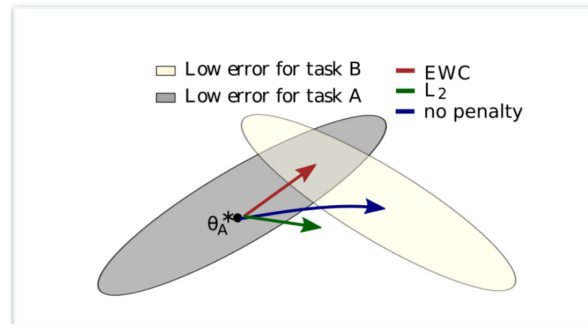 Low error for task B
Low error for task A
EWC
L2
no penalty
θA*